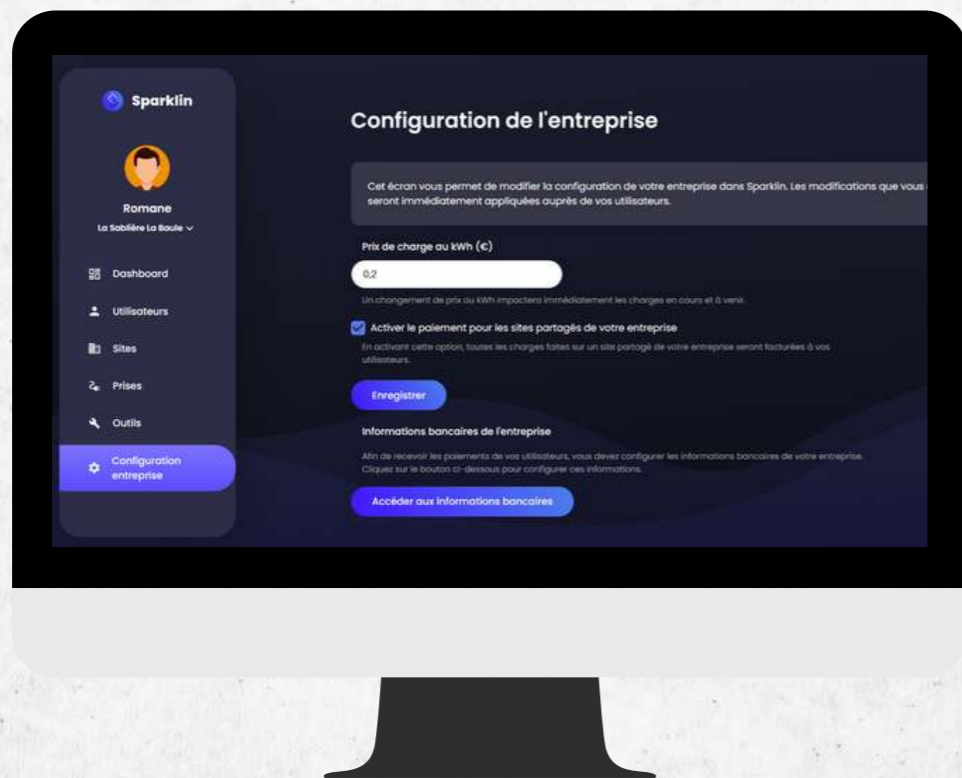 Sparklin
Romane
La Sablière La Baule
Dashboard
Utilisateurs
Sites
Prises
Outils
Configuration
entreprise
Configuration de l'entreprise
Cet écran vous permet de modifier la configuration de votre entreprise dans Sparklin. Les modifications que vous
seront immédiatement appliquées auprès de vos utilisateurs.
Prix de charge au kWh (€)
0,2
Un changement de prix au kWh impactera immédiatement les charges en cours et à venir.
Activer le paiement pour les sites partagés de votre entreprise
En activant cette option, toutes les charges faites sur un site partagé de votre entreprise seront facturées à vos
utilisateurs.
Enregistrer
Informations bancaires de l'entreprise
Afin de recevoir les paiements de vos utilisateurs, vous devez configurer les informations bancaires de votre entreprise.
Cliquez sur le bouton ci-dessous pour configurer ces informations.
Accéder aux informations bancaires